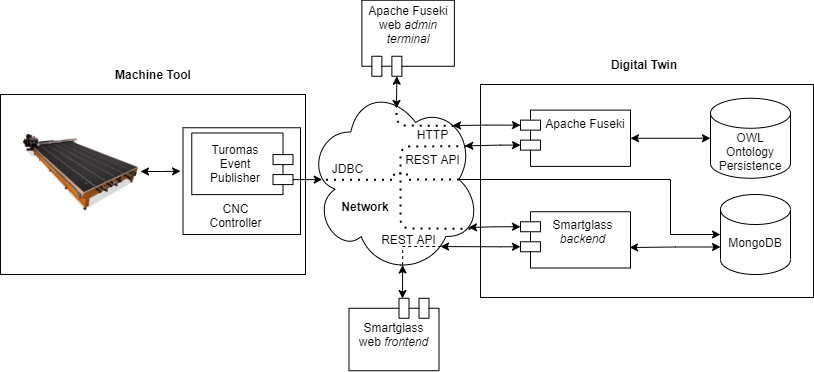 Apache Fuseki
web admin
terminal
Machine Tool
Digital Twin
Turomas
Event
Publisher
CNC
Controller
HTTP
REST API
JDBC
Network
REST API
Apache Fuseki
OWL
Ontology
Persistence
Smartglass
backend
MongoDB
Smartglass
web frontend